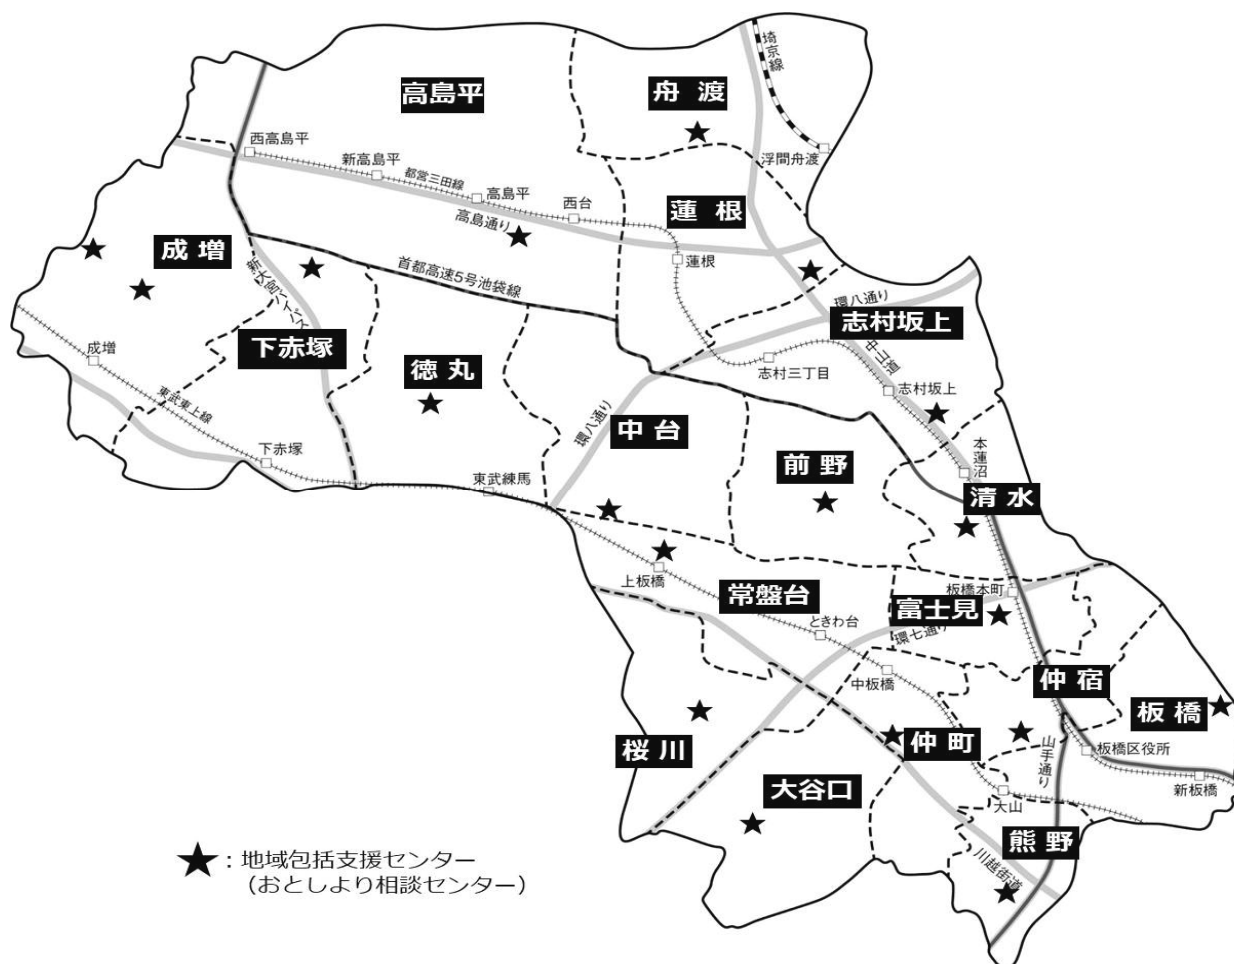 埼京線
高島平
舟 渡
西高島平
新高島平
都営三田線
高島平
高島通り
西台
浮間舟渡
蓮 根
蓮根
成 増
新大宮バイパス
首都高速5号池袋線
環八通り
志村坂上
中山道
下赤塚
成増
徳 丸
志村三丁目
志村坂上
東武東上線
環八通り
中 台
下赤塚
東武練馬
前 野
本蓮沼
清 水
上板橋
常盤台
板橋本町
富士見
ときわ台
環七通り
中板橋
仲 宿
板 橋
桜 川
仲 町
山手通り
板橋区役所
新板橋
大谷口
大山
熊 野
川越街道
★：地域包括支援センター
（おとしより相談センター）